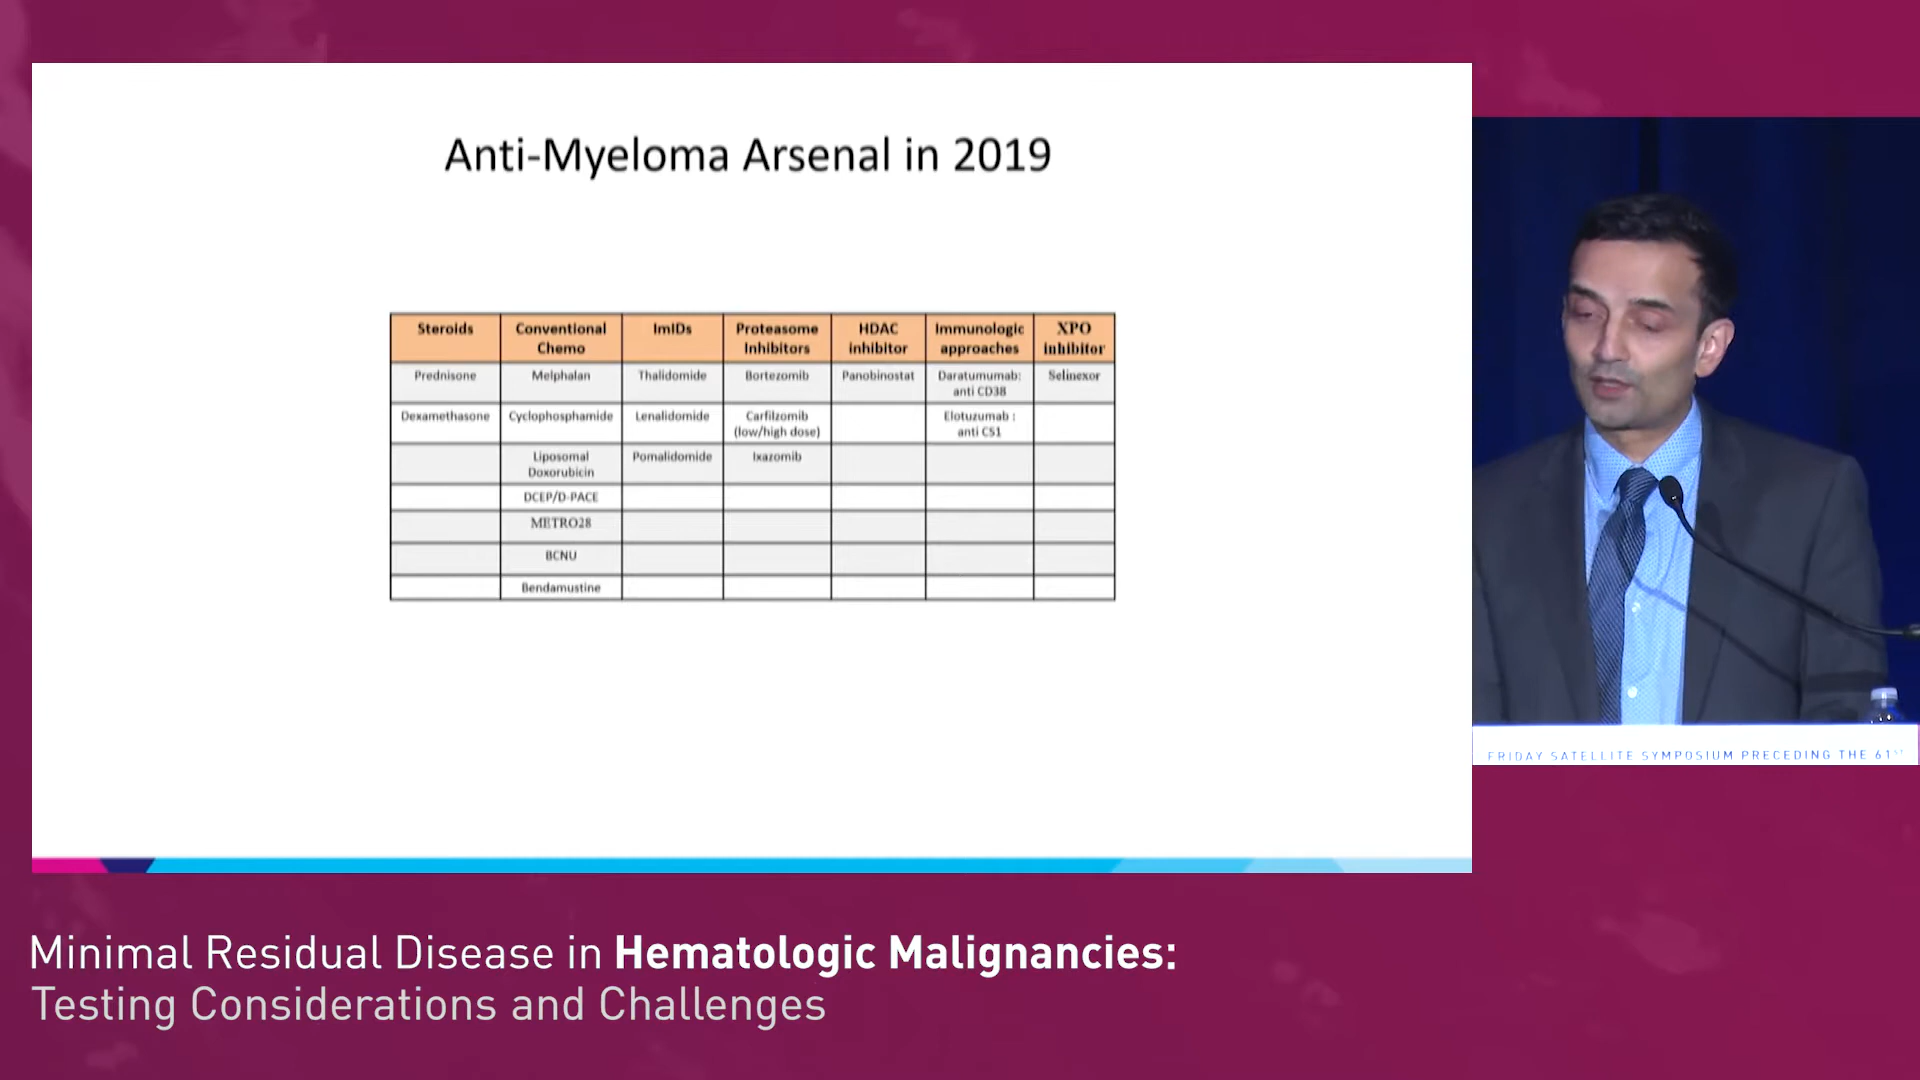 Anti-Myeloma Arsenal in 2019
Steroids Conventional Chemo ImIDs Proteasome Inhibitors HDAC inhibitor Immunologic approaches XPO inhibitor
Prednisone Melphalan Thalidomide Bortezomib Panobinostat Daratumumab: anti CD38 Selinexor
Dexamethasone Cyclophosphamide Lenalidomide Carfilzomib (low/high dose) Elotuzumab : anti CS1
Liposomal Doxorubicin Pomalidomide Ixazomib
DCEP/D-PACE
METRO28
BCNU
Bendamustine
FRIDAY SATELLITE SYMPOSIUM PRECEDING THE 61ST
Minimal Residual Disease in Hematologic Malignancies:
Testing Considerations and Challenges